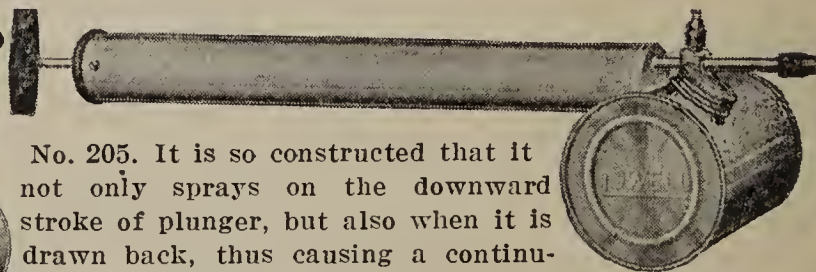 No. 205. It is so constructed that it
not only sprays on the downward
stroke of plunger, but also when it is
drawn back, thus causing a continu-